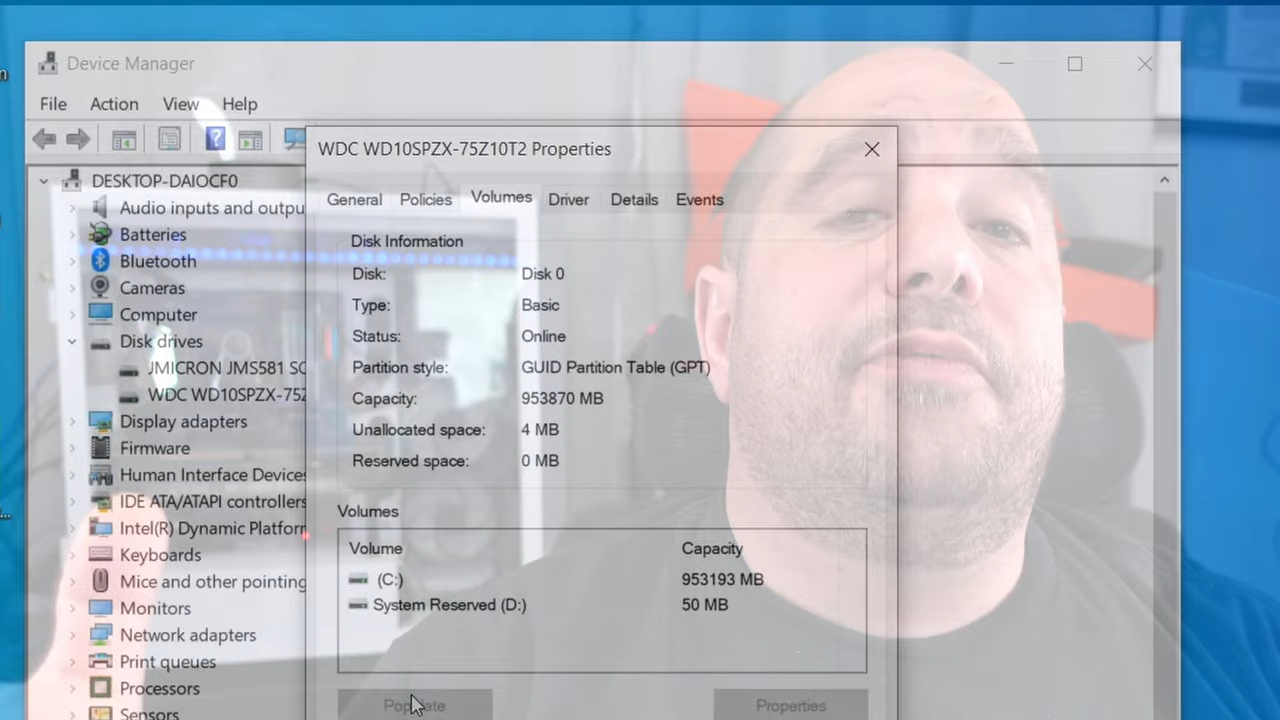 Device Manager
File Action View Help
WDC WD10SPZX-75Z10T2 Properties
General Policies Volumes Driver Details Events
DESKTOP-DAIOCF0
Audio inputs and outpu
Batteries
Bluetooth
Cameras
Computer
Disk drives
JMICRON JMS581 SC
WDC WD10SPZX-75Z
Display adapters
Firmware
Human Interface Devices
IDE ATA/ATAPI controllers
Intel(R) Dynamic Platfor
Keyboards
Mice and other pointing
Monitors
Network adapters
Print queues
Processors
Sensors
Disk Information
Disk: Disk 0
Type: Basic
Status: Online
Partition style: GUID Partition Table (GPT)
Capacity: 953870 MB
Unallocated space: 4 MB
Reserved space: 0 MB
Volumes
Volume Capacity
(C:) 953193 MB
System Reserved (D:) 50 MB
Populate Properties